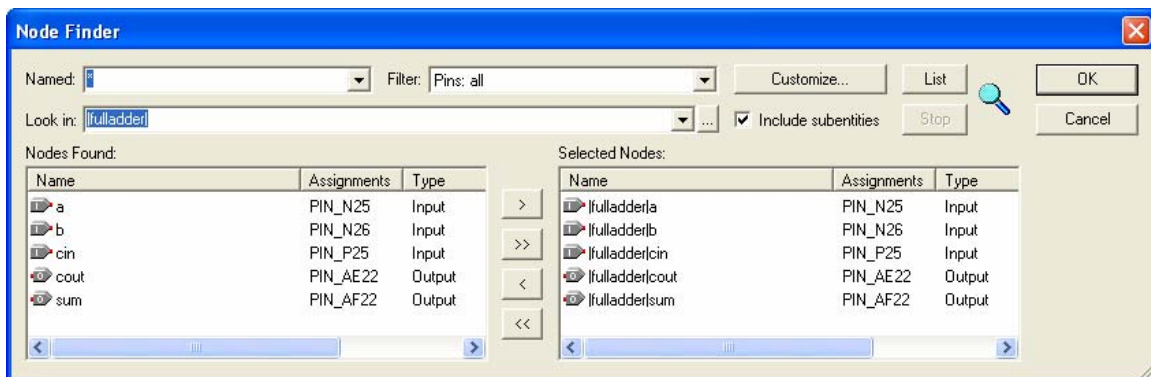 Node Finder
Named: * Filter: Pins: all Customize... List OK
Look in: |fulladder| ... Include subentities Stop Cancel
Nodes Found: Selected Nodes:
Name Assignments Type Name Assignments Type
a PIN_N25 Input > |fulladder|a PIN_N25 Input
b PIN_N26 Input |fulladder|b PIN_N26 Input
cin PIN_P25 Input >> |fulladder|cin PIN_P25 Input
cout PIN_AE22 Output < |fulladder|cout PIN_AE22 Output
sum PIN_AF22 Output |fulladder|sum PIN_AF22 Output
<<